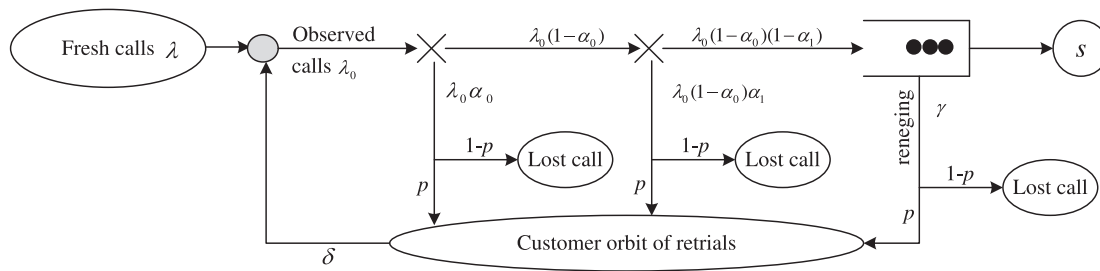 Fresh calls λ
Observed
calls λ₀
λ₀(1−α₀)
λ₀(1−α₀)(1−α₁)
s
λ₀α₀
λ₀(1−α₀)α₁
reneging
γ
1-p
Lost call
1-p
Lost call
1-p
Lost call
p
p
p
Customer orbit of retrials
δ